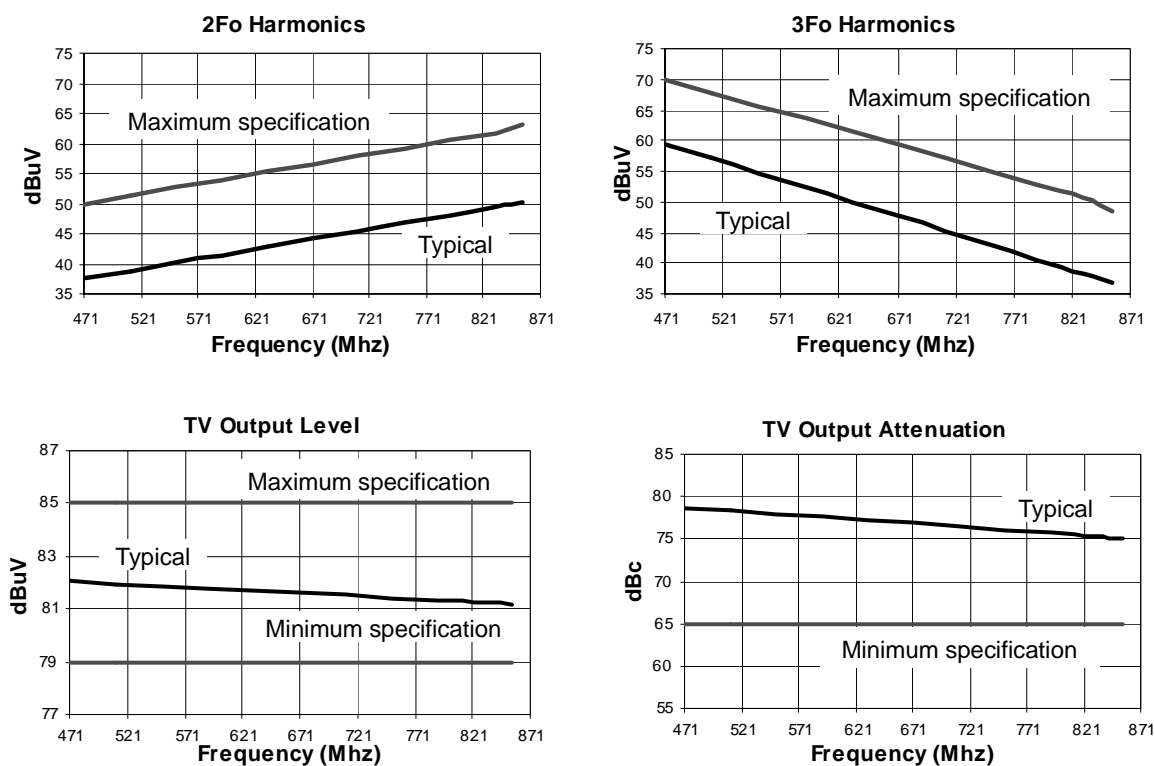 2Fo Harmonics
75
70
65
60
55
50
45
40
35
dBuV
Maximum specification
Typical
471 521 571 621 671 721 771 821 871
Frequency (Mhz)
3Fo Harmonics
75
70
65
60
55
50
45
40
35
dBuV
Maximum specification
Typical
471 521 571 621 671 721 771 821 871
Frequency (Mhz)
TV Output Level
87
85
83
81
79
77
dBuV
Maximum specification
Typical
Minimum specification
471 521 571 621 671 721 771 821 871
Frequency (Mhz)
TV Output Attenuation
85
80
75
70
65
60
55
dBc
Typical
Minimum specification
471 521 571 621 671 721 771 821 871
Frequency (Mhz)